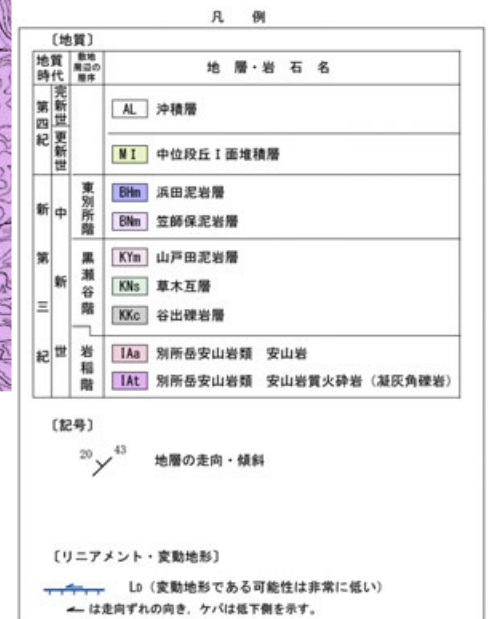 凡 例
〔地質〕
地質時代 敷地周辺の層序 地層・岩石名
第四紀 完新世 AL 沖積層
更新世 MⅠ 中位段丘Ⅰ面堆積層
新第三紀 中新世 東別所階 BHm 浜田泥岩層
BNm 笠師保泥岩層
黒瀬谷階 KYm 山戸田泥岩層
KNs 草木互層
KKc 谷出礫岩層
岩稲階 IAa 別所岳安山岩類 安山岩
IAt 別所岳安山岩類 安山岩質火砕岩（凝灰角礫岩）
〔記号〕
20 43 地層の走向・傾斜
〔リニアメント・変動地形〕
LD（変動地形である可能性は非常に低い）
は走向ずれの向き、ケバは低下側を示す。